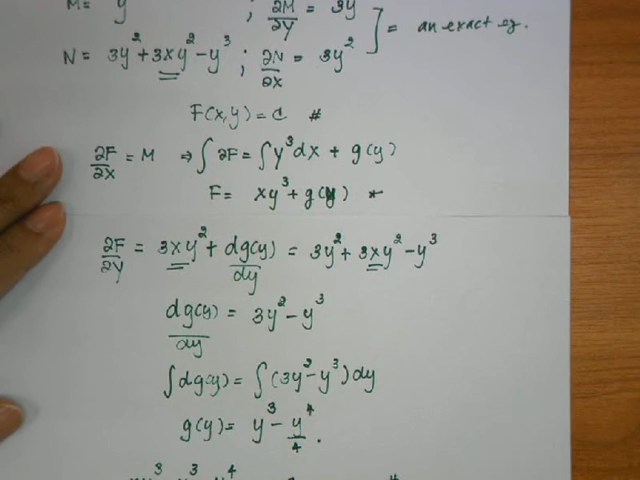 M= y ; ∂M/∂Y = 3y
N= 3y²+3xy²-y³ ; ∂N/∂X = 3y² ] = an exact eq.
F(x,y) = C #
∂F/∂X = M ⇒ ∫∂F = ∫y³dx + g(y)
F= xy³+g(y) *
∂F/∂Y = 3xy² + dg(y)/dy = 3y²+3xy²-y³
dg(y)/dy = 3y²-y³
∫dg(y) = ∫(3y²-y³)dy
g(y)= y³-y⁴/4.